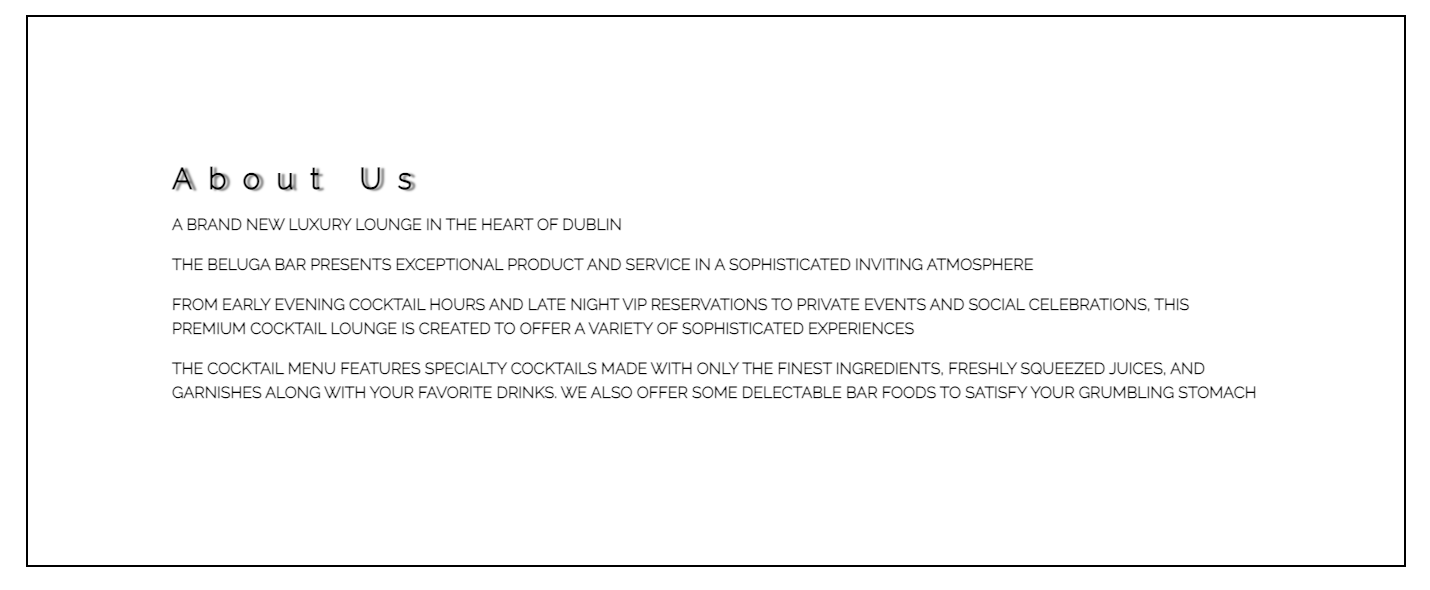 About Us
A BRAND NEW LUXURY LOUNGE IN THE HEART OF DUBLIN
THE BELUGA BAR PRESENTS EXCEPTIONAL PRODUCT AND SERVICE IN A SOPHISTICATED INVITING ATMOSPHERE
FROM EARLY EVENING COCKTAIL HOURS AND LATE NIGHT VIP RESERVATIONS TO PRIVATE EVENTS AND SOCIAL CELEBRATIONS, THIS
PREMIUM COCKTAIL LOUNGE IS CREATED TO OFFER A VARIETY OF SOPHISTICATED EXPERIENCES
THE COCKTAIL MENU FEATURES SPECIALTY COCKTAILS MADE WITH ONLY THE FINEST INGREDIENTS, FRESHLY SQUEEZED JUICES, AND
GARNISHES ALONG WITH YOUR FAVORITE DRINKS. WE ALSO OFFER SOME DELECTABLE BAR FOODS TO SATISFY YOUR GRUMBLING STOMACH